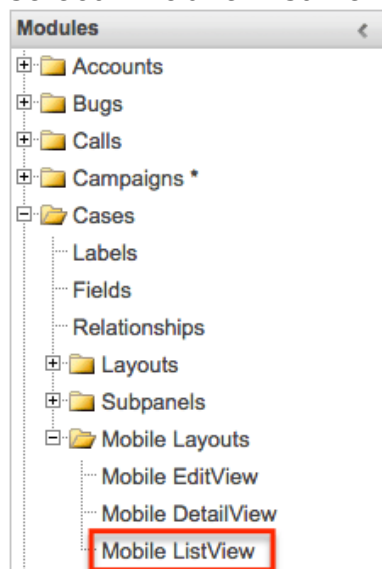 Modules
Accounts
Bugs
Calls
Campaigns *
Cases
Labels
Fields
Relationships
Layouts
Subpanels
Mobile Layouts
Mobile EditView
Mobile DetailView
Mobile ListView